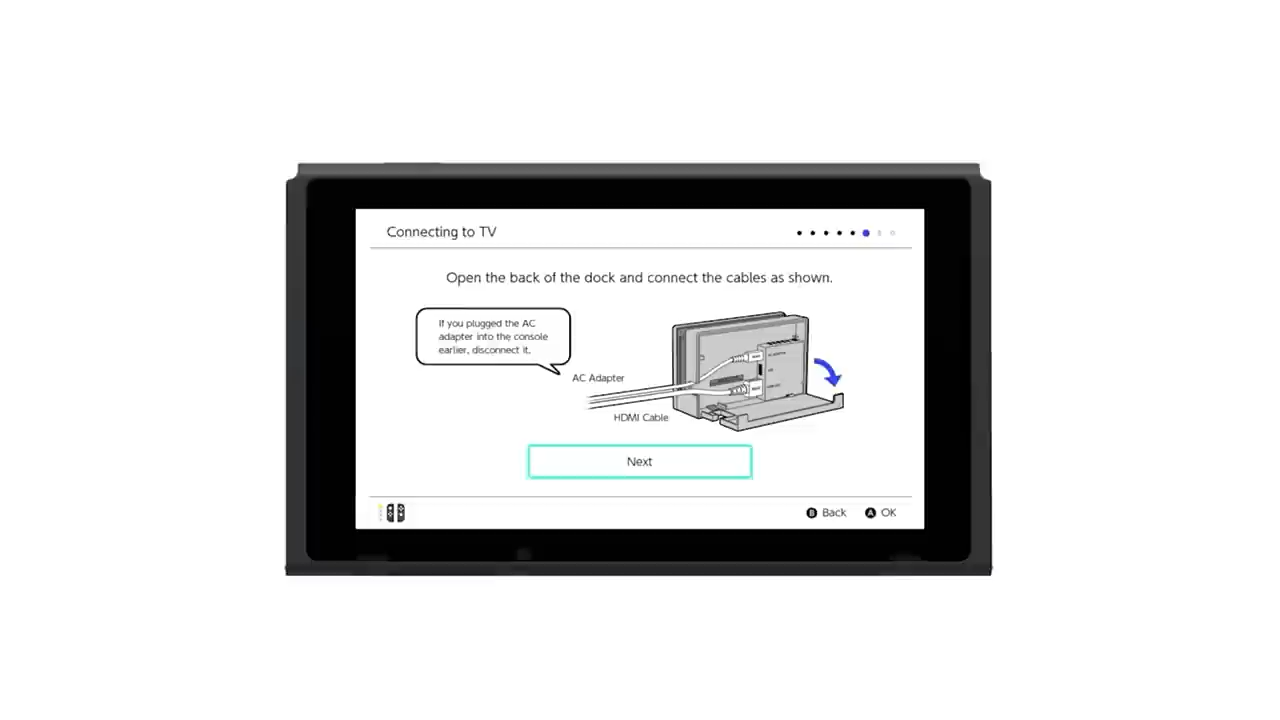 Connecting to TV
Open the back of the dock and connect the cables as shown.
If you plugged the AC
adapter into the console
earlier, disconnect it.
AC Adapter
HDMI Cable
Next
B Back A OK